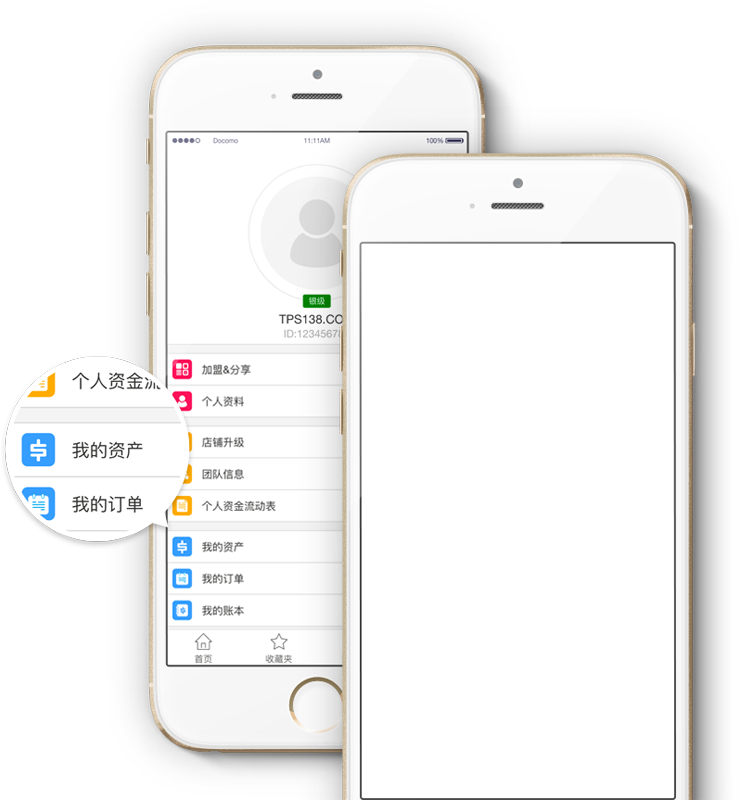 Docomo 11:11AM 100%
银级
TPS138.CO
ID:1234567
加盟&分享
个人资料
店铺升级
团队信息
个人资金流动表
我的资产
我的订单
我的账本
首页 收藏夹
个人资金流
我的资产
我的订单